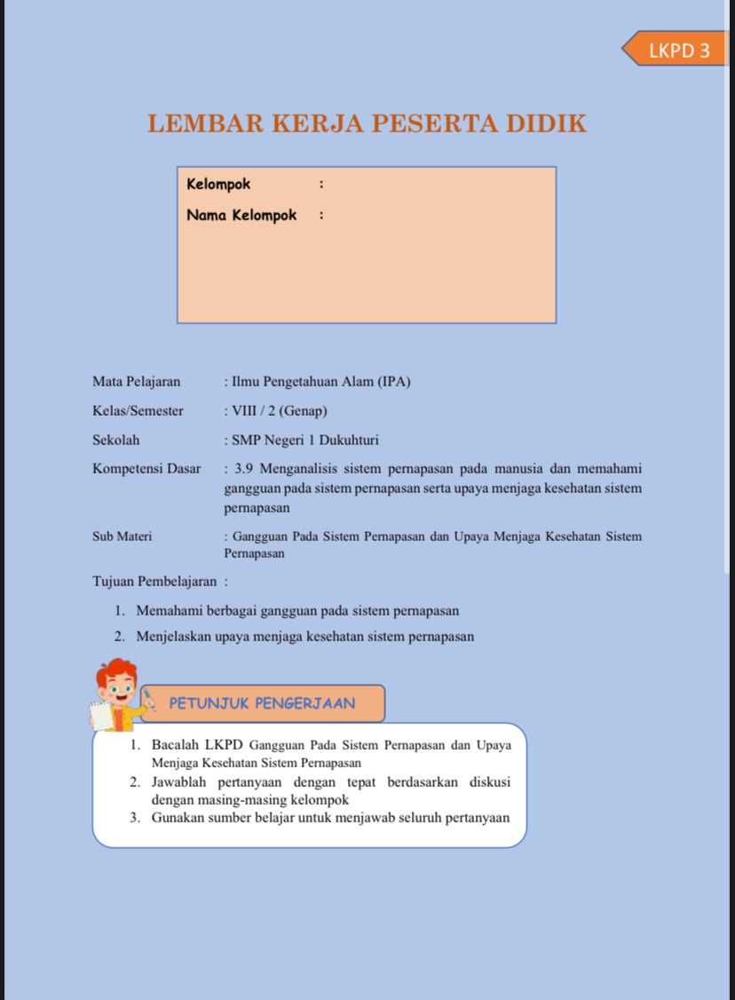 LKPD 3
LEMBAR KERJA PESERTA DIDIK
Kelompok :
Nama Kelompok :
Mata Pelajaran : Ilmu Pengetahuan Alam (IPA)
Kelas/Semester : VIII / 2 (Genap)
Sekolah : SMP Negeri 1 Dukuhturi
Kompetensi Dasar : 3.9 Menganalisis sistem pernapasan pada manusia dan memahami
gangguan pada sistem pernapasan serta upaya menjaga kesehatan sistem
pernapasan
Sub Materi : Gangguan Pada Sistem Pernapasan dan Upaya Menjaga Kesehatan Sistem
Pernapasan
Tujuan Pembelajaran :
1. Memahami berbagai gangguan pada sistem pernapasan
2. Menjelaskan upaya menjaga kesehatan sistem pernapasan
PETUNJUK PENGERJAAN
1. Bacalah LKPD Gangguan Pada Sistem Pernapasan dan Upaya
Menjaga Kesehatan Sistem Pernapasan
2. Jawablah pertanyaan dengan tepat berdasarkan diskusi
dengan masing-masing kelompok
3. Gunakan sumber belajar untuk menjawab seluruh pertanyaan